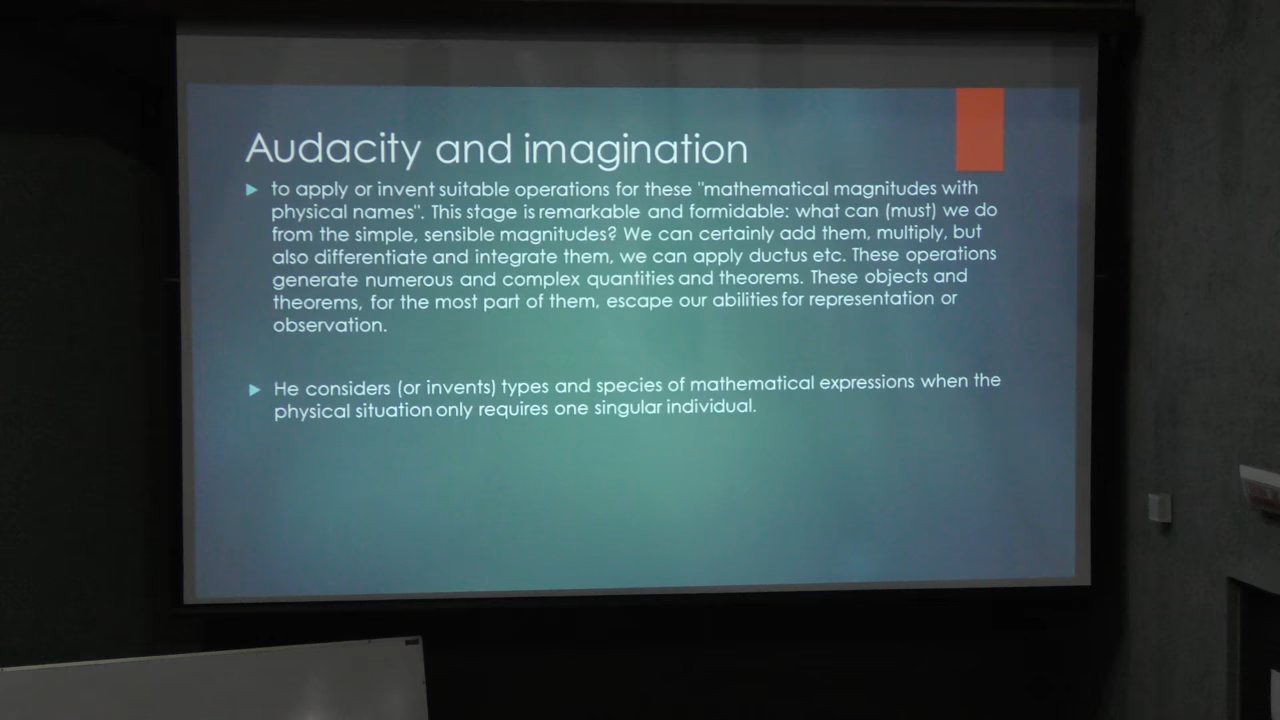 Audacity and imagination
to apply or invent suitable operations for these "mathematical magnitudes with
physical names". This stage is remarkable and formidable: what can (must) we do
from the simple, sensible magnitudes? We can certainly add them, multiply, but
also differentiate and integrate them, we can apply ductus etc. These operations
generate numerous and complex quantities and theorems. These objects and
theorems, for the most part of them, escape our abilities for representation or
observation.
He considers (or invents) types and species of mathematical expressions when the
physical situation only requires one singular individual.